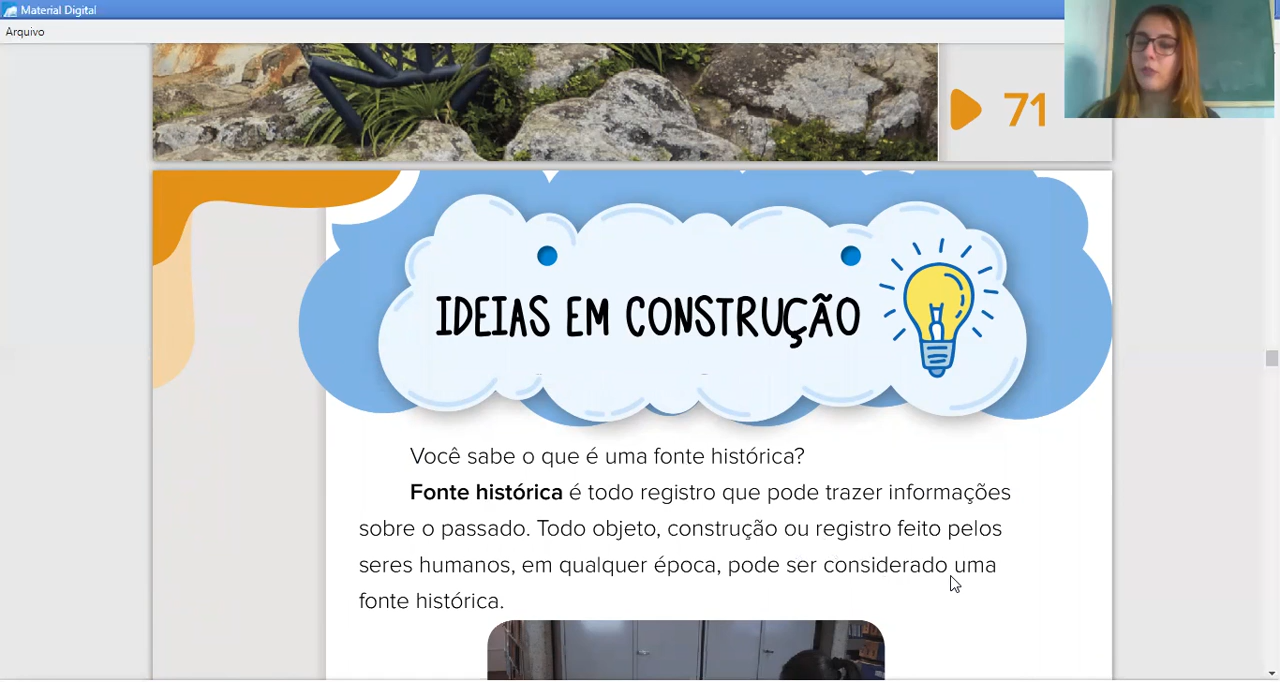 Material Digital
Arquivo
71
IDEIAS EM CONSTRUÇÃO
Você sabe o que é uma fonte histórica?
Fonte histórica é todo registro que pode trazer informações
sobre o passado. Todo objeto, construção ou registro feito pelos
seres humanos, em qualquer época, pode ser considerado uma
fonte histórica.